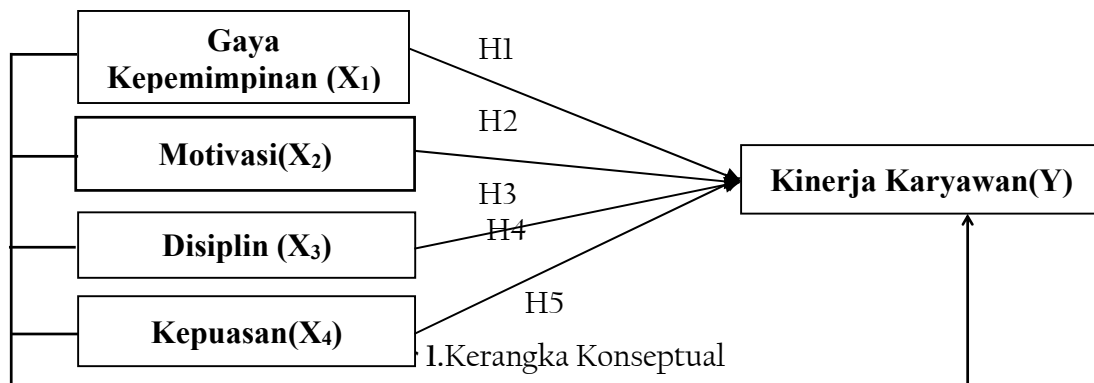 Gaya
Kepemimpinan (X₁)
H1
H2
Motivasi(X₂)
Kinerja Karyawan(Y)
H3
Disiplin (X₃)
H4
H5
Kepuasan(X₄)
1.Kerangka Konseptual